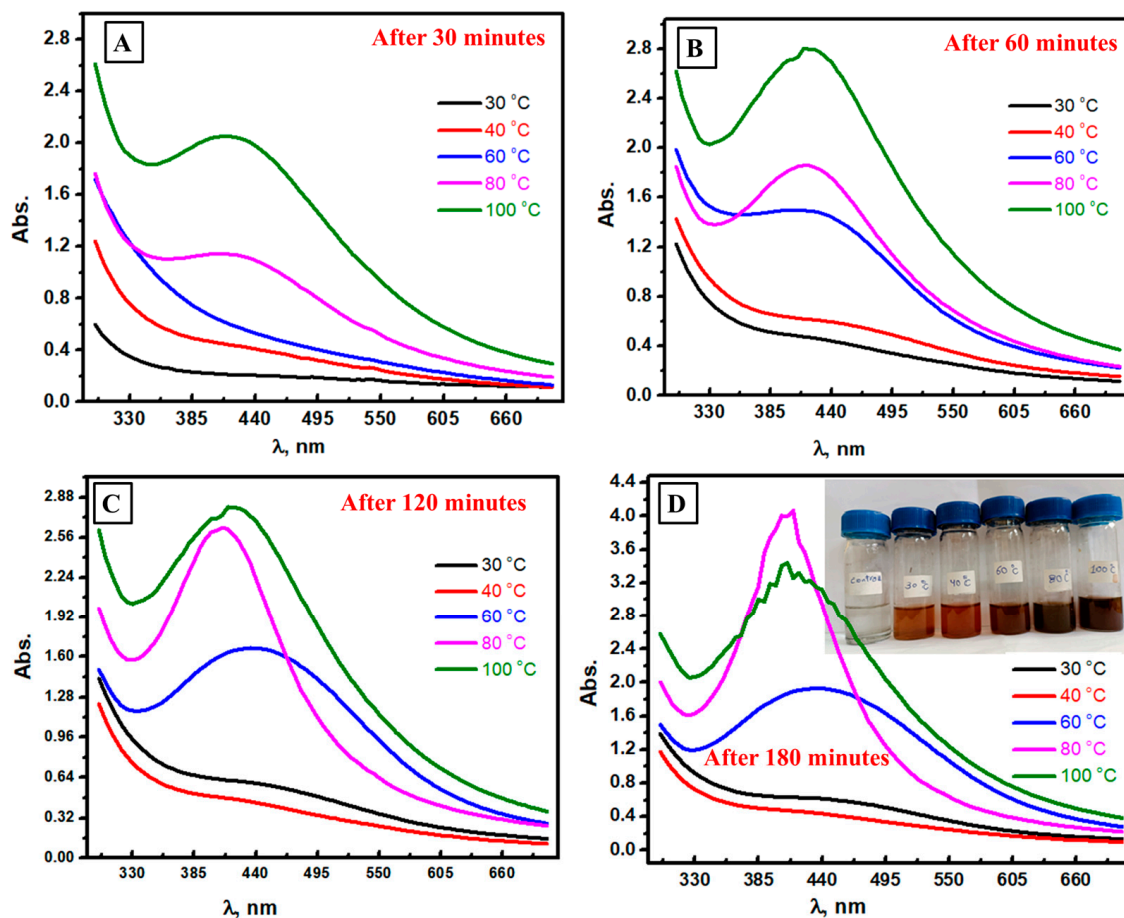 A
After 30 minutes
2.8
2.4
2.0
1.6
1.2
0.8
0.4
0.0
Abs.
30 °C
40 °C
60 °C
80 °C
100 °C
330 385 440 495 550 605 660
λ, nm
B
After 60 minutes
2.8
2.4
2.0
1.6
1.2
0.8
0.4
0.0
Abs.
30 °C
40 °C
60 °C
80 °C
100 °C
330 385 440 495 550 605 660
λ, nm
C
After 120 minutes
2.88
2.56
2.24
1.92
1.60
1.28
0.96
0.64
0.32
0.00
Abs.
30 °C
40 °C
60 °C
80 °C
100 °C
330 385 440 495 550 605 660
λ, nm
D
4.4
4.0
3.6
3.2
2.8
2.4
2.0
1.6
1.2
0.8
0.4
0.0
Abs.
Control 30°C 40°C 60°C 80°C 100°C
30 °C
40 °C
60 °C
80 °C
100 °C
After 180 minutes
330 385 440 495 550 605 660
λ, nm